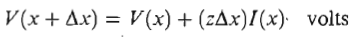 V(x + Δx) = V(x) + (zΔx)I(x)· volts